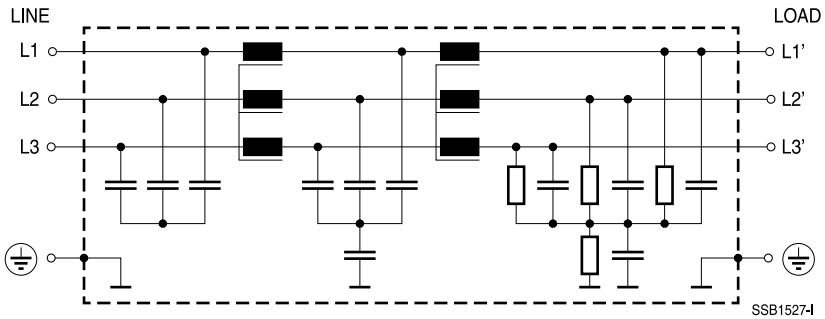 LINE LOAD
L1 L1'
L2 L2'
L3 L3'
SSB1527-I